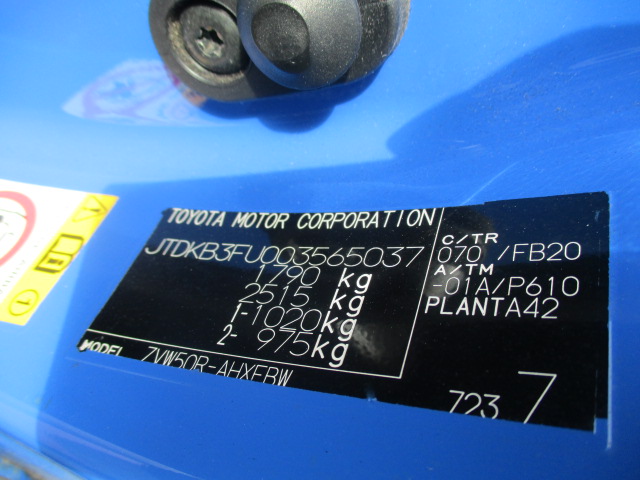 TOYOTA MOTOR CORPORATION
JTDKB3FU003565037
1790 kg
2515 kg
1-1020kg
2- 975kg
C/TR
070 /FB20
A/TM
-01A/P610
PLANTA42
MODEL ZVW50R-AHXEBW
723 7